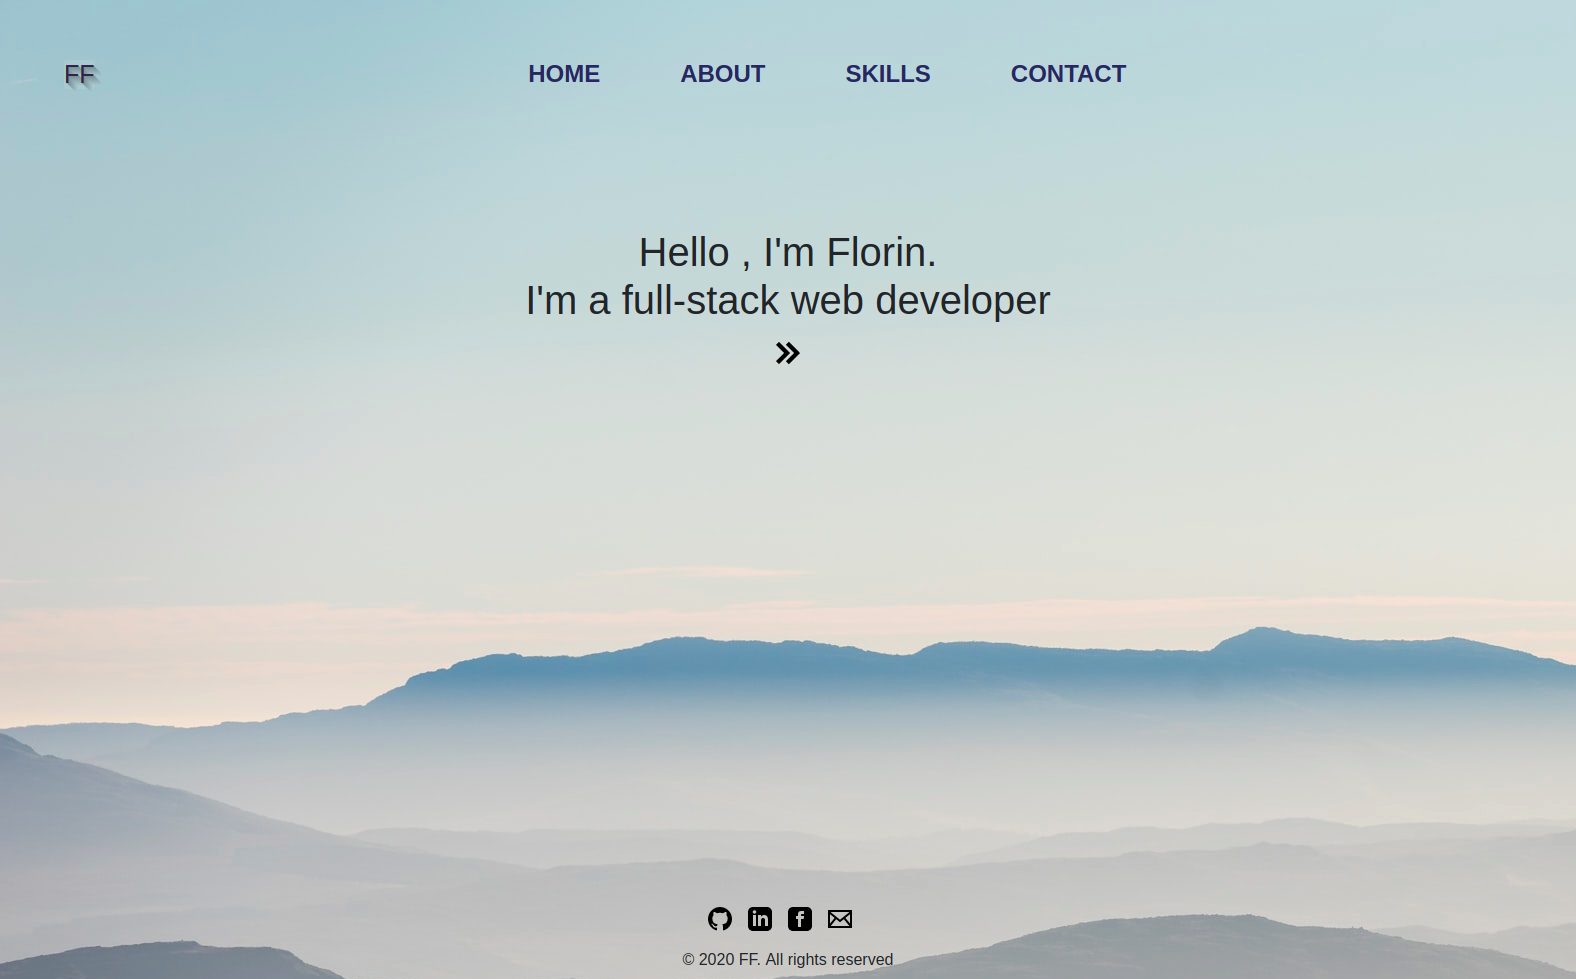 FF
HOME ABOUT SKILLS CONTACT
Hello , I'm Florin.
I'm a full-stack web developer
© 2020 FF. All rights reserved